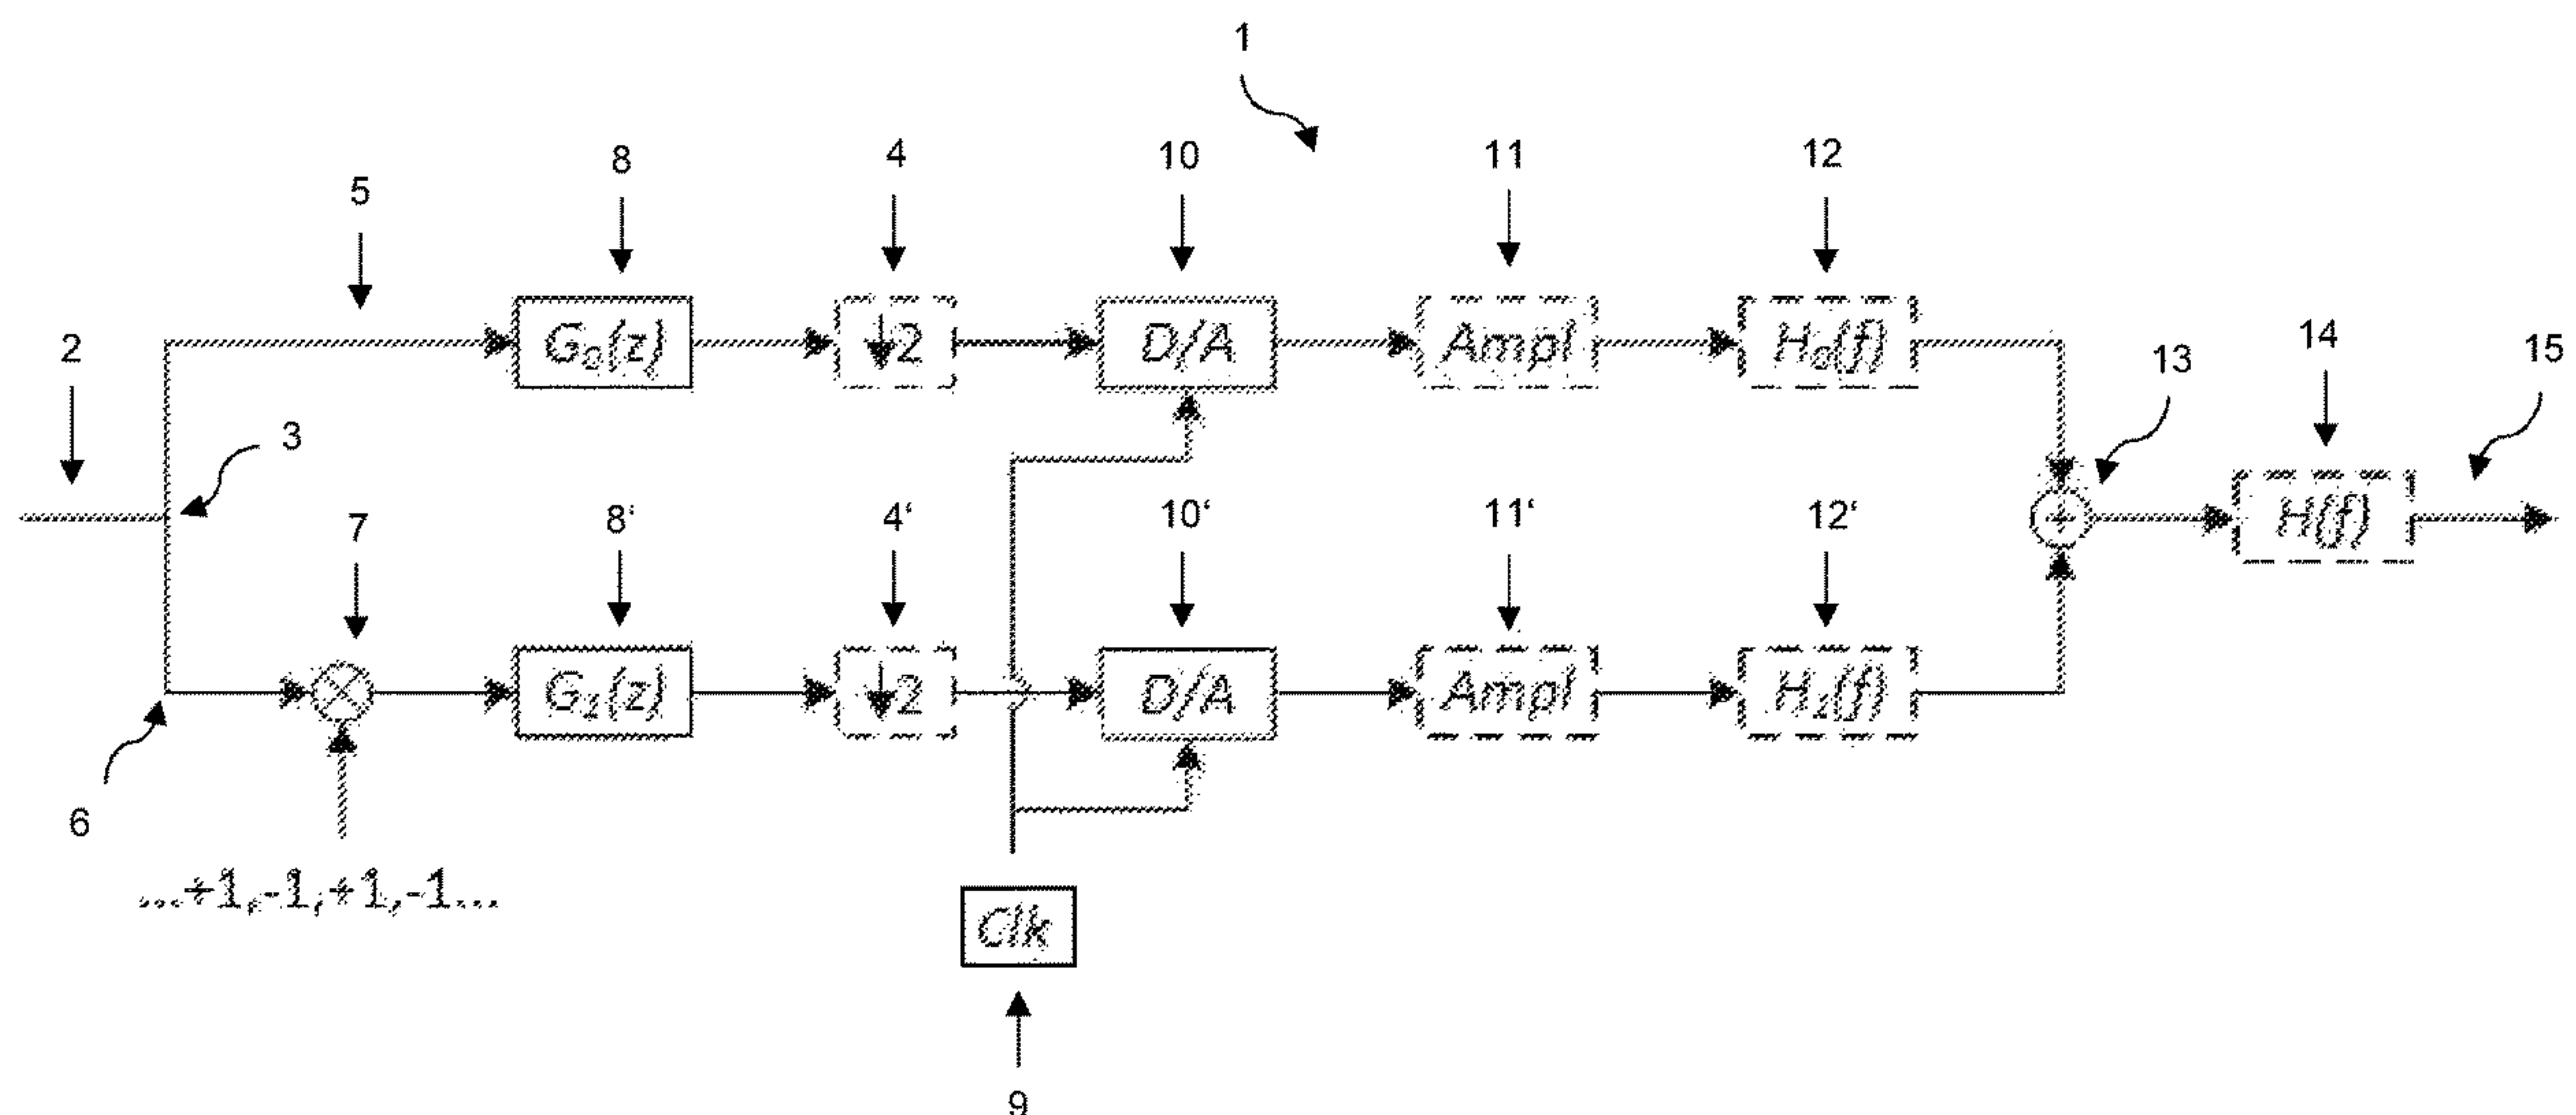 1
5
8
4
10
11
12
2
G₀(z)
↓2
D/A
Ampl
H₀(f)
14
15
13
3
7
8‘
4‘
10‘
11‘
12‘
+
H(f)
G₁(z)
↓2
D/A
Ampl
H₁(f)
6
...+1,-1,+1,-1...
Clk
9